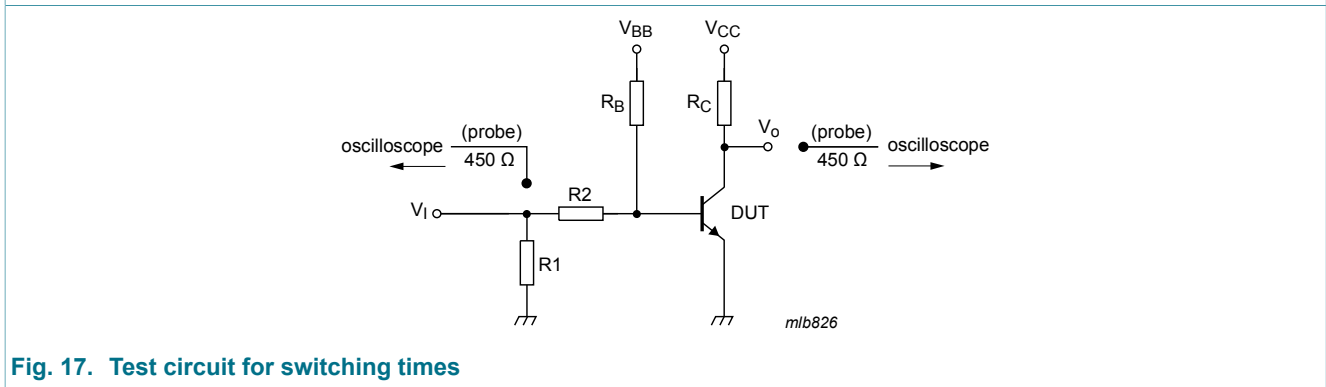 VBB
VCC
RB
RC
Vo
(probe)
450 Ω
oscilloscope
(probe)
450 Ω
oscilloscope
R2
VI
DUT
R1
mlb826
Fig. 17. Test circuit for switching times